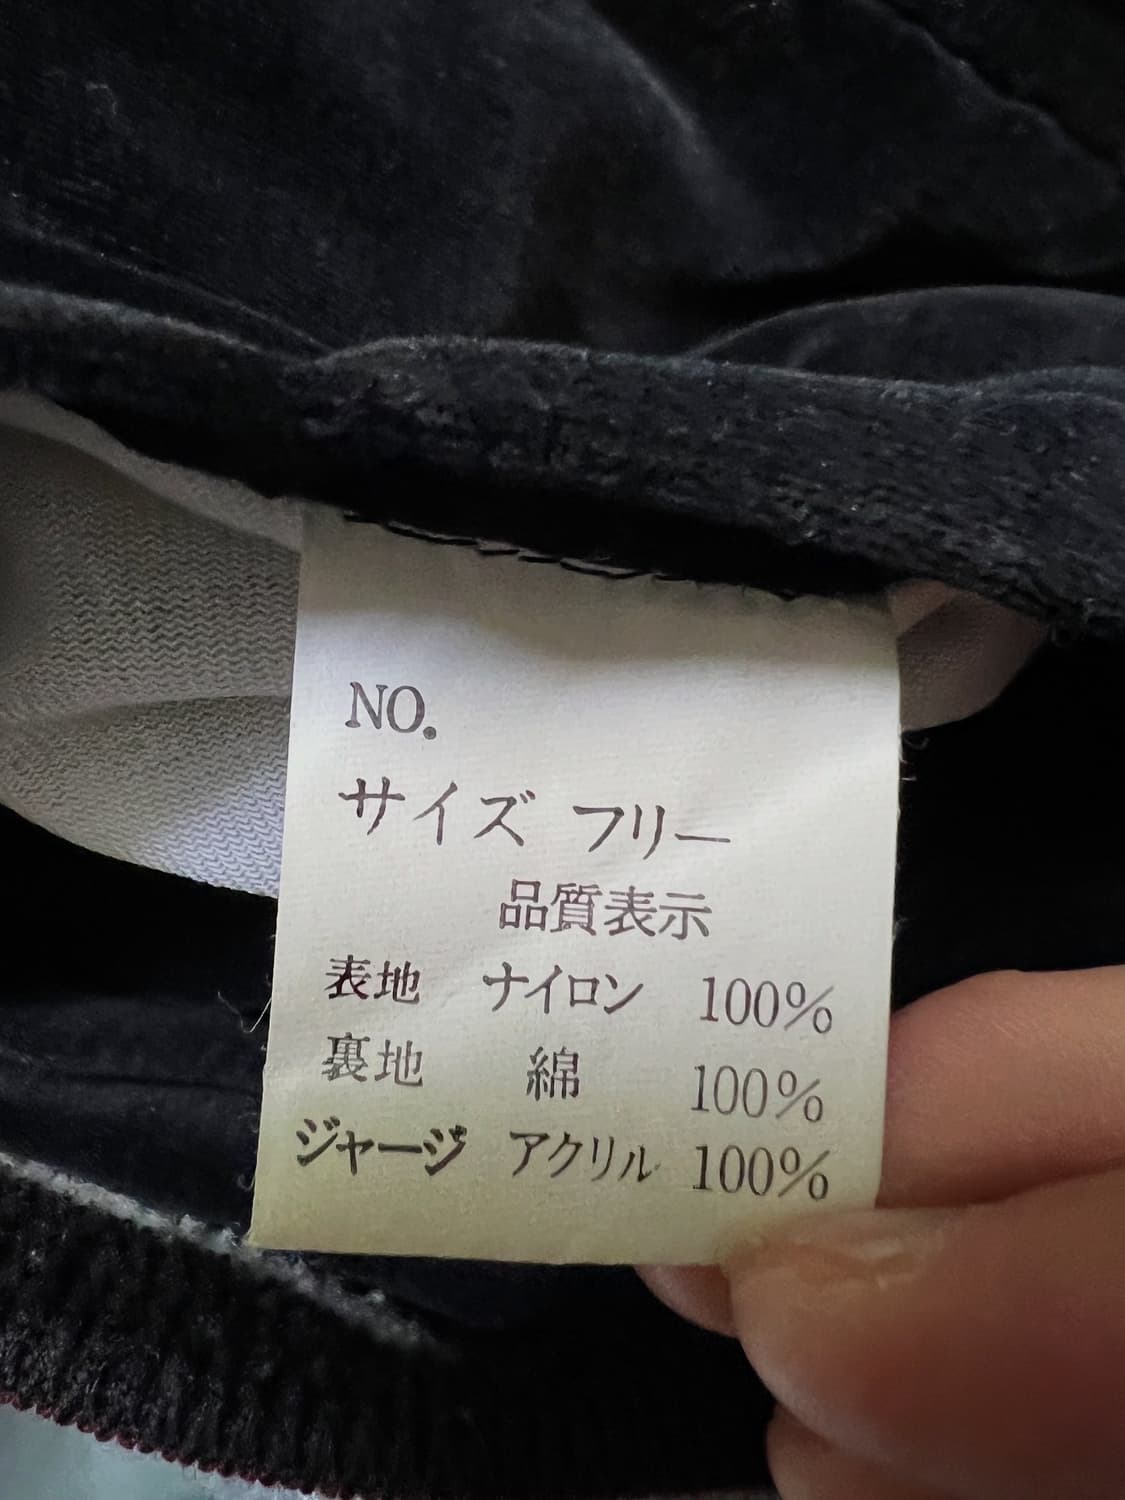 NO.
サイズ フリー
品質表示
表地 ナイロン 100%
裏地 綿 100%
ジャージ アクリル 100%